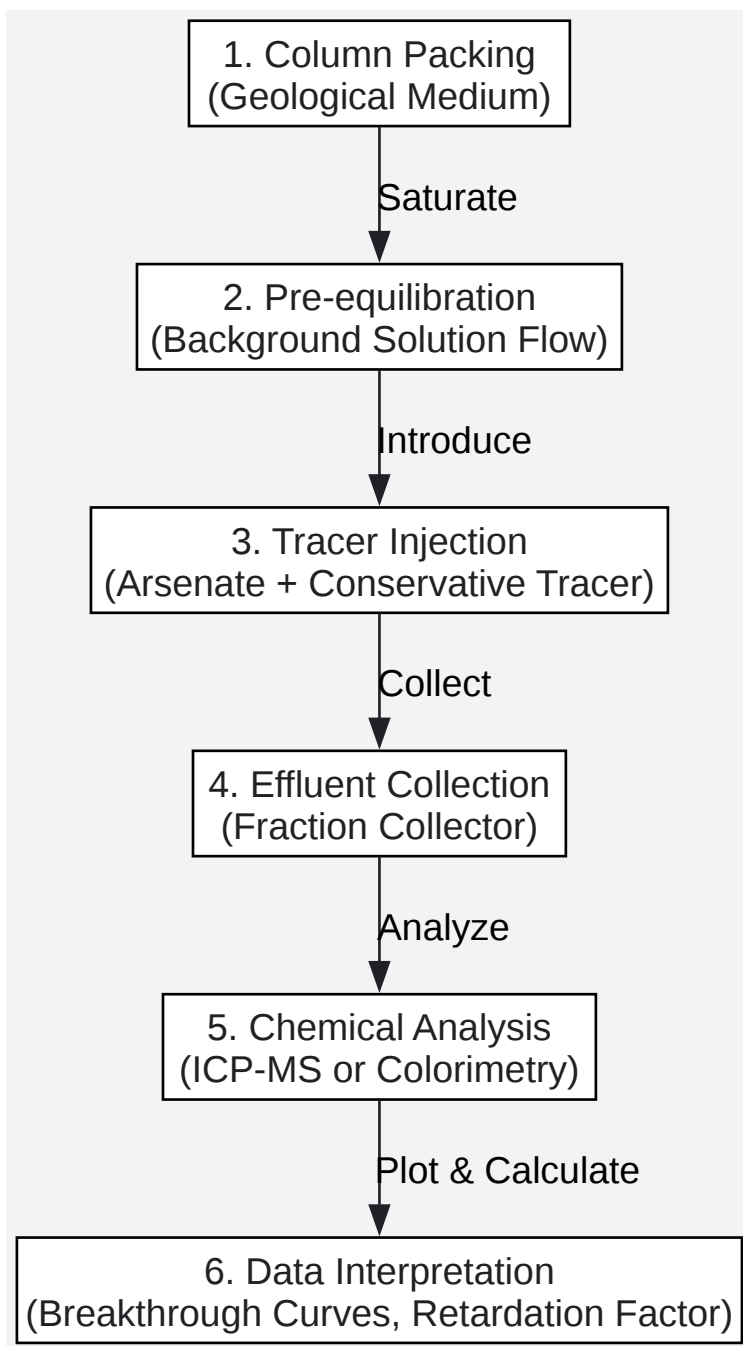 1. Column Packing
(Geological Medium)
Saturate
2. Pre-equilibration
(Background Solution Flow)
Introduce
3. Tracer Injection
(Arsenate + Conservative Tracer)
Collect
4. Effluent Collection
(Fraction Collector)
Analyze
5. Chemical Analysis
(ICP-MS or Colorimetry)
Plot & Calculate
6. Data Interpretation
(Breakthrough Curves, Retardation Factor)